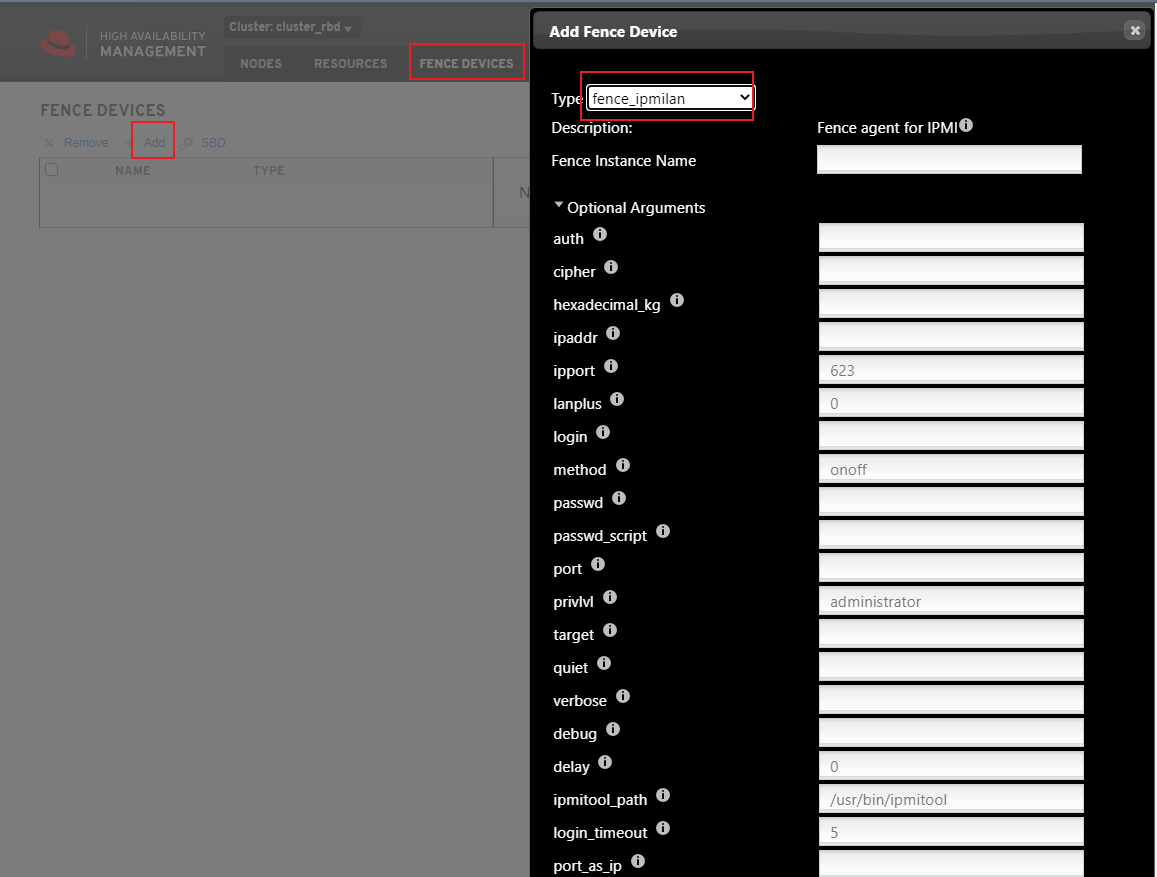 HIGH AVAILABILITY
MANAGEMENT
Cluster: cluster_rbd
NODES RESOURCES FENCE DEVICES
FENCE DEVICES
Remove Add SBD
NAME TYPE
N
Add Fence Device
Type fence_ipmilan
Description: Fence agent for IPMI
Fence Instance Name
Optional Arguments
auth
cipher
hexadecimal_kg
ipaddr
ipport 623
lanplus 0
login
method onoff
passwd
passwd_script
port
privlvl administrator
target
quiet
verbose
debug
delay 0
ipmitool_path /usr/bin/ipmitool
login_timeout 5
port_as_ip